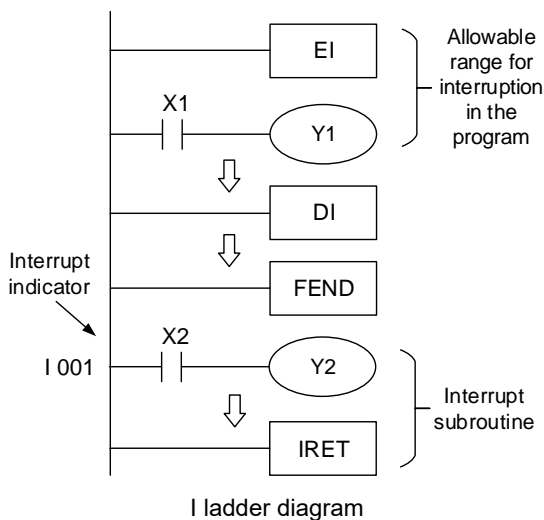 EI
Allowable
range for
interruption
in the
program
X1
Y1
DI
Interrupt
indicator
FEND
X2
I 001
Y2
Interrupt
subroutine
IRET
I ladder diagram